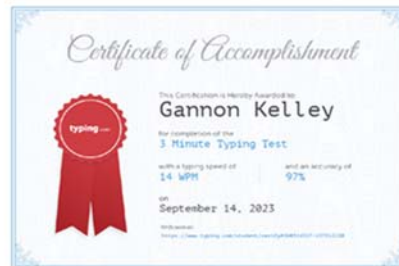 Certificate of Accomplishment
This Certification is Hereby Awarded to:
Gannon Kelley
typing.com
for completion of the
3 Minute Typing Test
with a typing speed of
and an accuracy of
14 WPM
97%
on
September 14, 2023